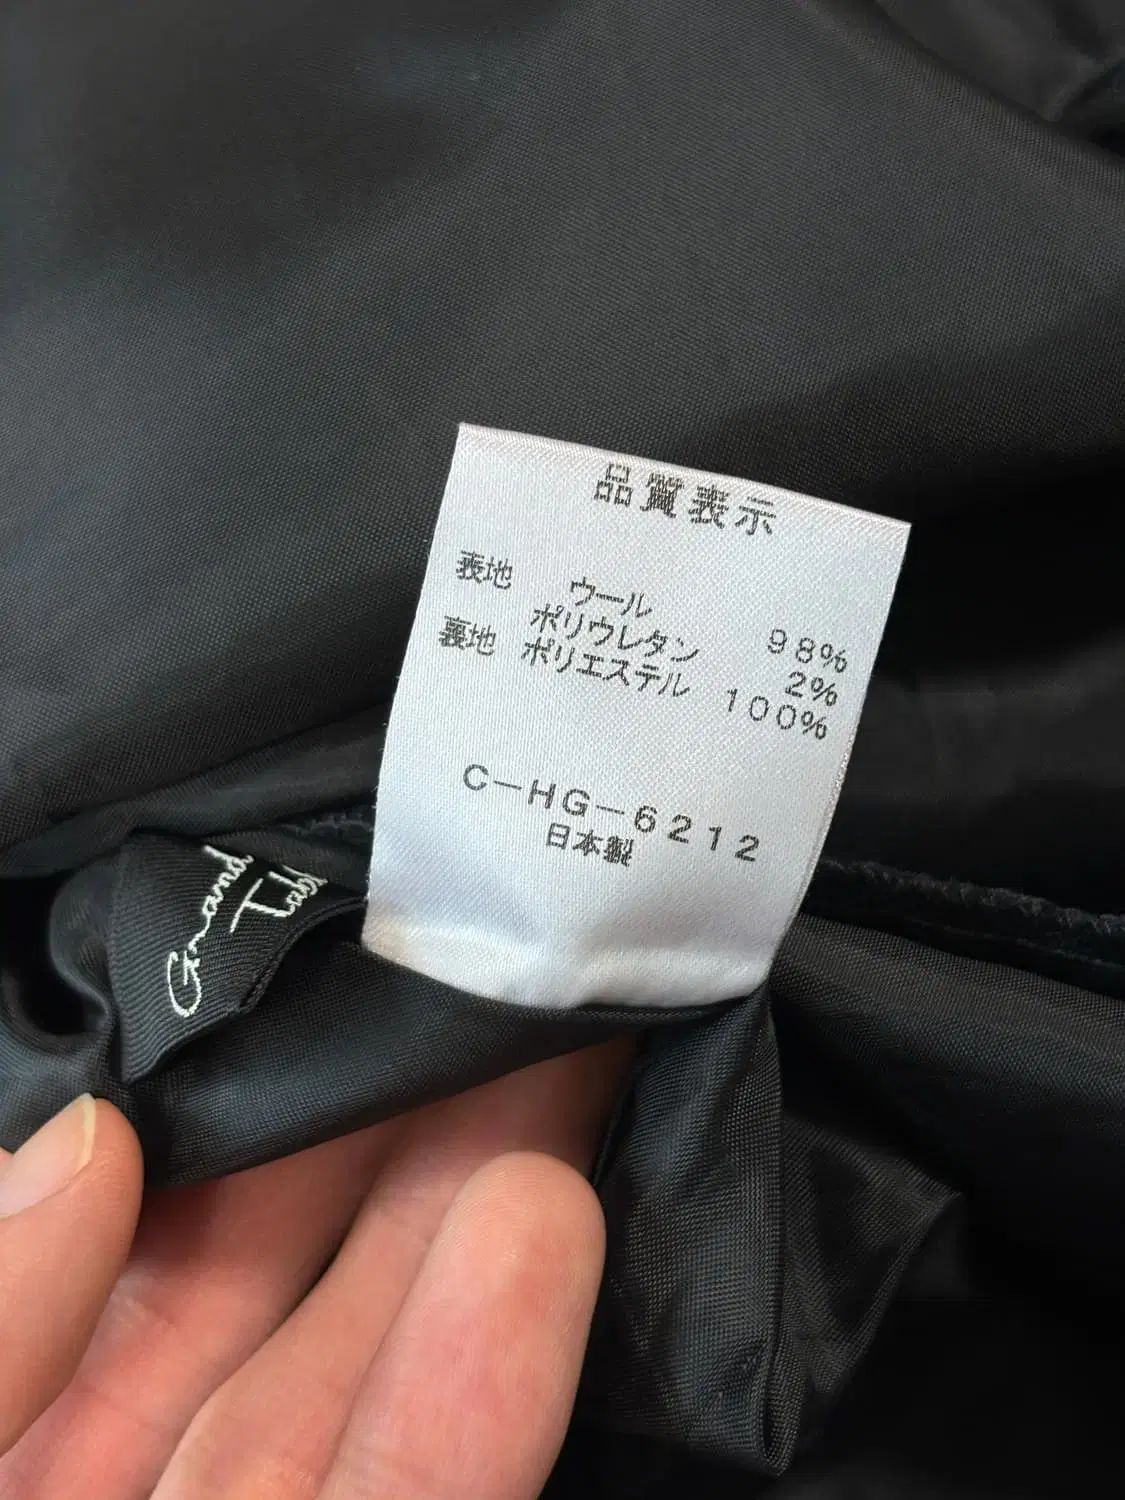 品質表示
表地 ウール 98%
ポリウレタン 2%
裏地 ポリエステル 100%
C-HG-6212
日本製
Grand